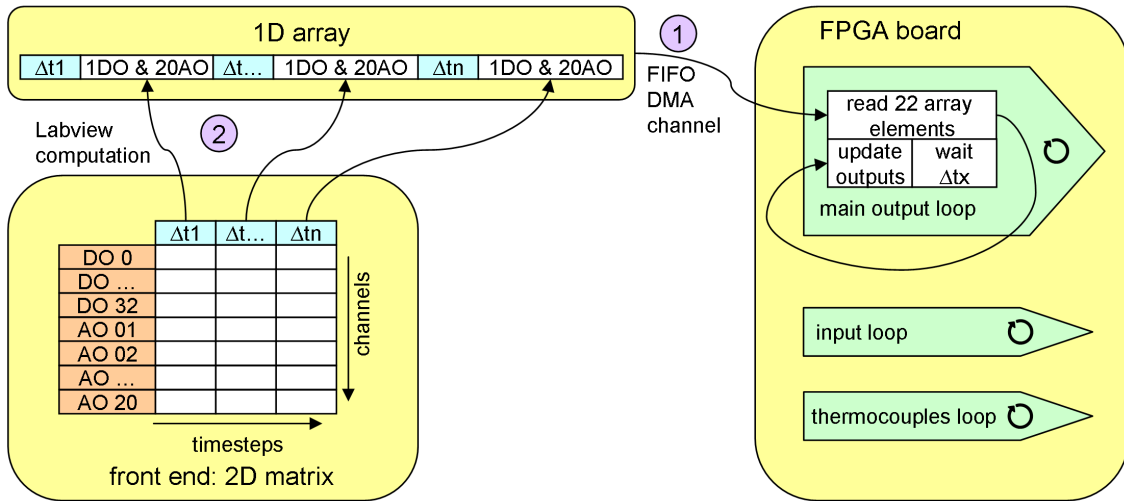 1D array
Δt1 1DO & 20AO Δt... 1DO & 20AO Δtn 1DO & 20AO
1
FIFO
DMA
channel
Labview
computation
2
Δt1 Δt... Δtn
DO 0
DO ...
DO 32
AO 01
AO 02
AO ...
AO 20
channels
timesteps
front end: 2D matrix
FPGA board
read 22 array
elements
update
outputs
wait
Δtx
main output loop
input loop
thermocouples loop